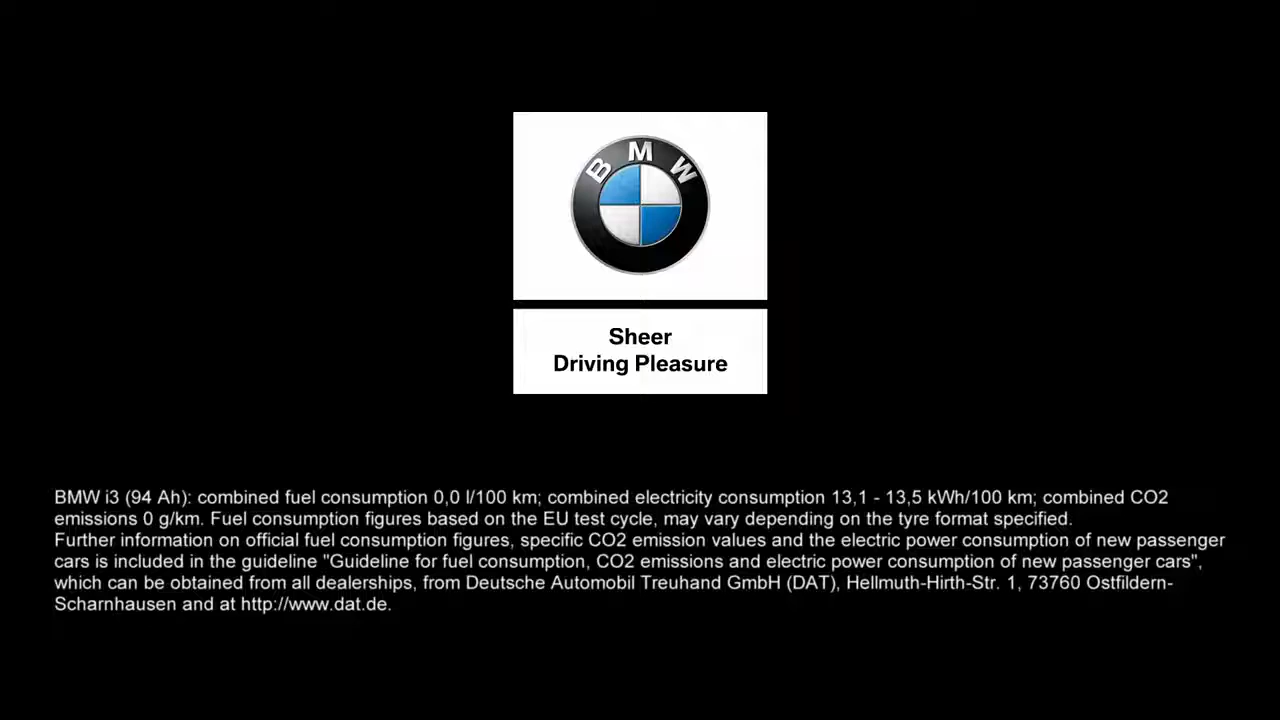 BMW
Sheer
Driving Pleasure
BMW i3 (94 Ah): combined fuel consumption 0,0 l/100 km; combined electricity consumption 13,1 - 13,5 kWh/100 km; combined CO2
emissions 0 g/km. Fuel consumption figures based on the EU test cycle, may vary depending on the tyre format specified.
Further information on official fuel consumption figures, specific CO2 emission values and the electric power consumption of new passenger
cars is included in the guideline "Guideline for fuel consumption, CO2 emissions and electric power consumption of new passenger cars",
which can be obtained from all dealerships, from Deutsche Automobil Treuhand GmbH (DAT), Hellmuth-Hirth-Str. 1, 73760 Ostfildern-
Scharnhausen and at http://www.dat.de.